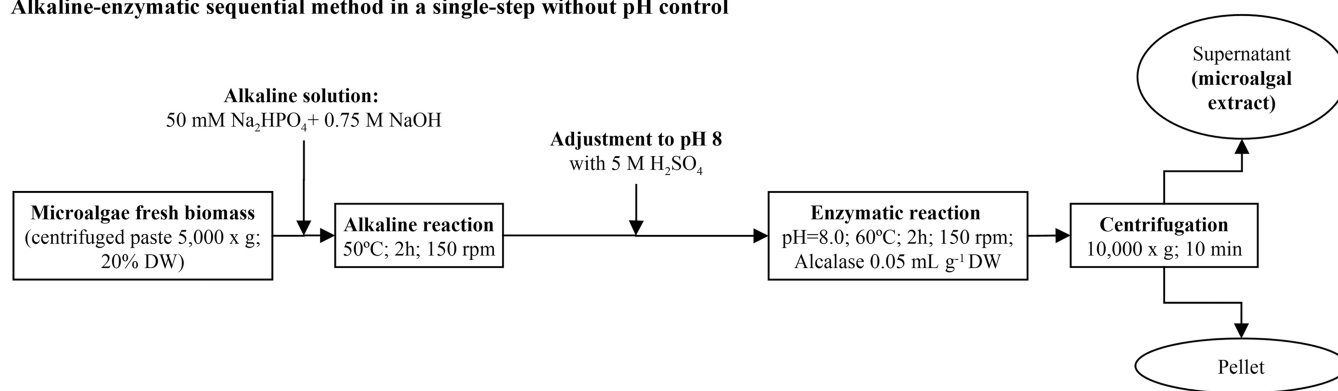 Alkaline-enzymatic sequential method in a single-step without pH control
Alkaline solution:
50 mM Na₂HPO₄+ 0.75 M NaOH
Adjustment to pH 8
with 5 M H₂SO₄
Microalgae fresh biomass
(centrifuged paste 5,000 x g;
20% DW)
Alkaline reaction
50ºC; 2h; 150 rpm
Enzymatic reaction
pH=8.0; 60ºC; 2h; 150 rpm;
Alcalase 0.05 mL g⁻¹ DW
Centrifugation
10,000 x g; 10 min
Supernatant
(microalgal
extract)
Pellet